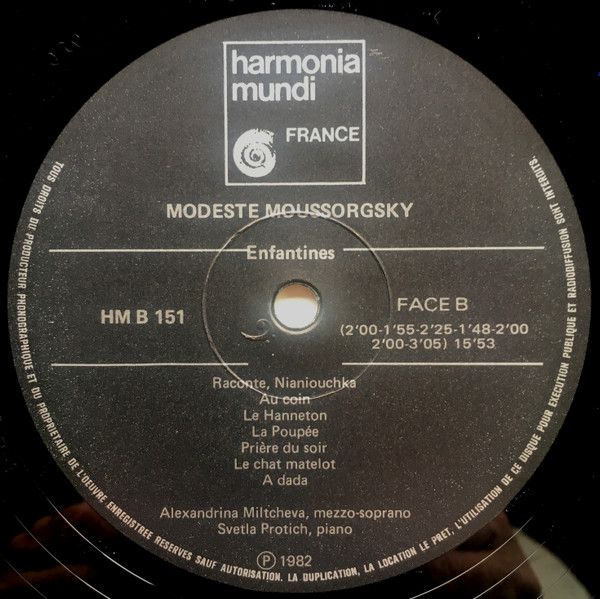 harmonia
mundi
FRANCE
MODESTE MOUSSORGSKY
Enfantines
HM B 151
FACE B
(2'00-1'55-2'25-1'48-2'00
2'00-3'05) 15'53
Raconte, Nianiouchka
Au coin
Le Hanneton
La Poupée
Prière du soir
Le chat matelot
A dada
Alexandrina Miltcheva, mezzo-soprano
Svetla Protich, piano
Ⓟ 1982
TOUS DROITS DU PRODUCTEUR PHONOGRAPHIQUE ET DU PROPRIETAIRE DE L'OEUVRE ENREGISTREE RESERVES SAUF AUTORISATION. LA DUPLICATION, LA LOCATION LE PRET, L'UTILISATION DE CE DISQUE POUR EXECUTION PUBLIQUE ET RADIODIFFUSION SONT INTERDITS.